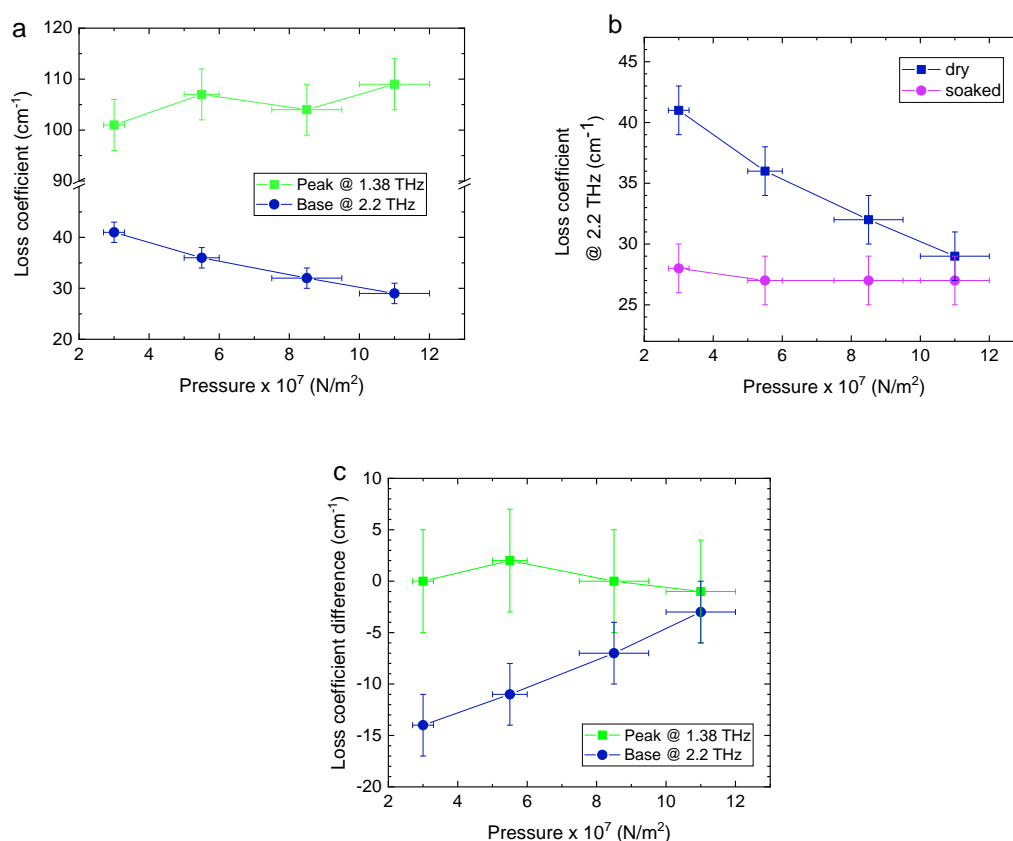 a
Loss coefficient (cm⁻¹)
110
100
90
40
30
20
2 4 6 8 10 12
Pressure x 10⁷ (N/m²)
Peak @ 1.38 THz
Base @ 2.2 THz
b
Loss coefficient
@ 2.2 THz (cm⁻¹)
45
40
35
30
25
2 4 6 8 10 12
Pressure x 10⁷ (N/m²)
dry
soaked
c
Loss coefficient difference (cm⁻¹)
10
5
0
-5
-10
-15
-20
2 4 6 8 10 12
Pressure x 10⁷ (N/m²)
Peak @ 1.38 THz
Base @ 2.2 THz